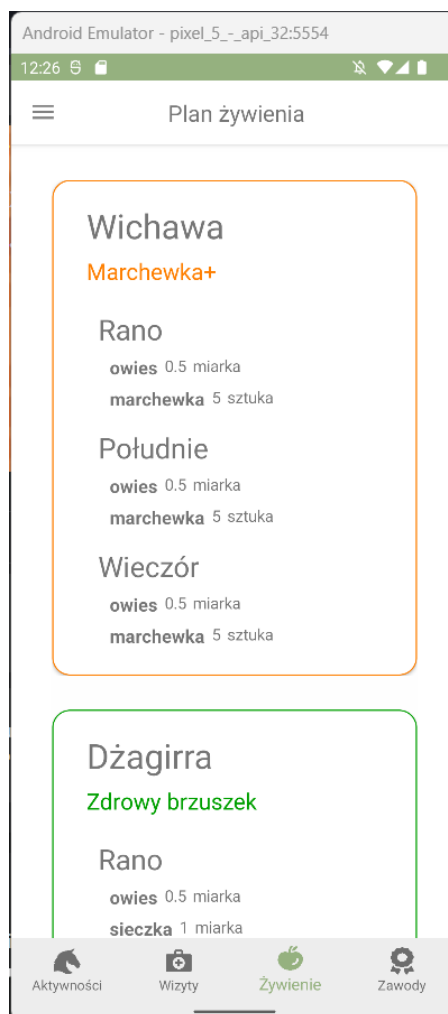 Android Emulator - pixel_5_-_api_32:5554
12:26
Plan żywienia
Wichawa
Marchewka+
Rano
owies 0.5 miarka
marchewka 5 sztuka
Południe
owies 0.5 miarka
marchewka 5 sztuka
Wieczór
owies 0.5 miarka
marchewka 5 sztuka
Dżagirra
Zdrowy brzuszek
Rano
owies 0.5 miarka
sieczka 1 miarka
Aktywności Wizyty Żywienie Zawody